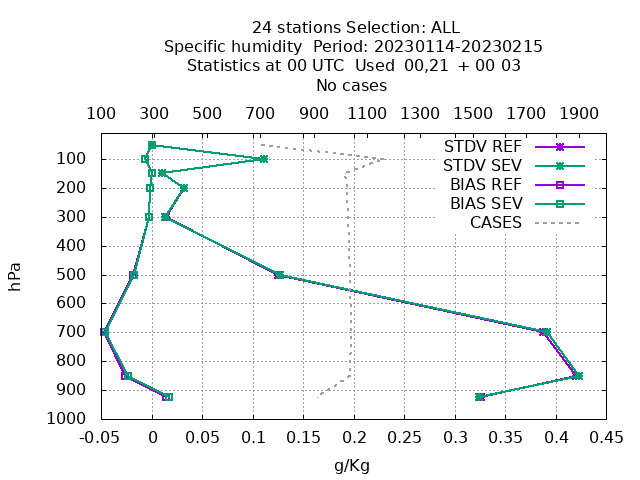 24 stations Selection: ALL
Specific humidity  Period: 20230114-20230215
Statistics at 00 UTC  Used  00,21  + 00 03
No cases
100 300 500 700 900 1100 1300 1500 1700 1900
STDV REF
STDV SEV
BIAS REF
BIAS SEV
CASES
hPa
100
200
300
400
500
600
700
800
900
1000
-0.05 0 0.05 0.1 0.15 0.2 0.25 0.3 0.35 0.4 0.45
g/Kg